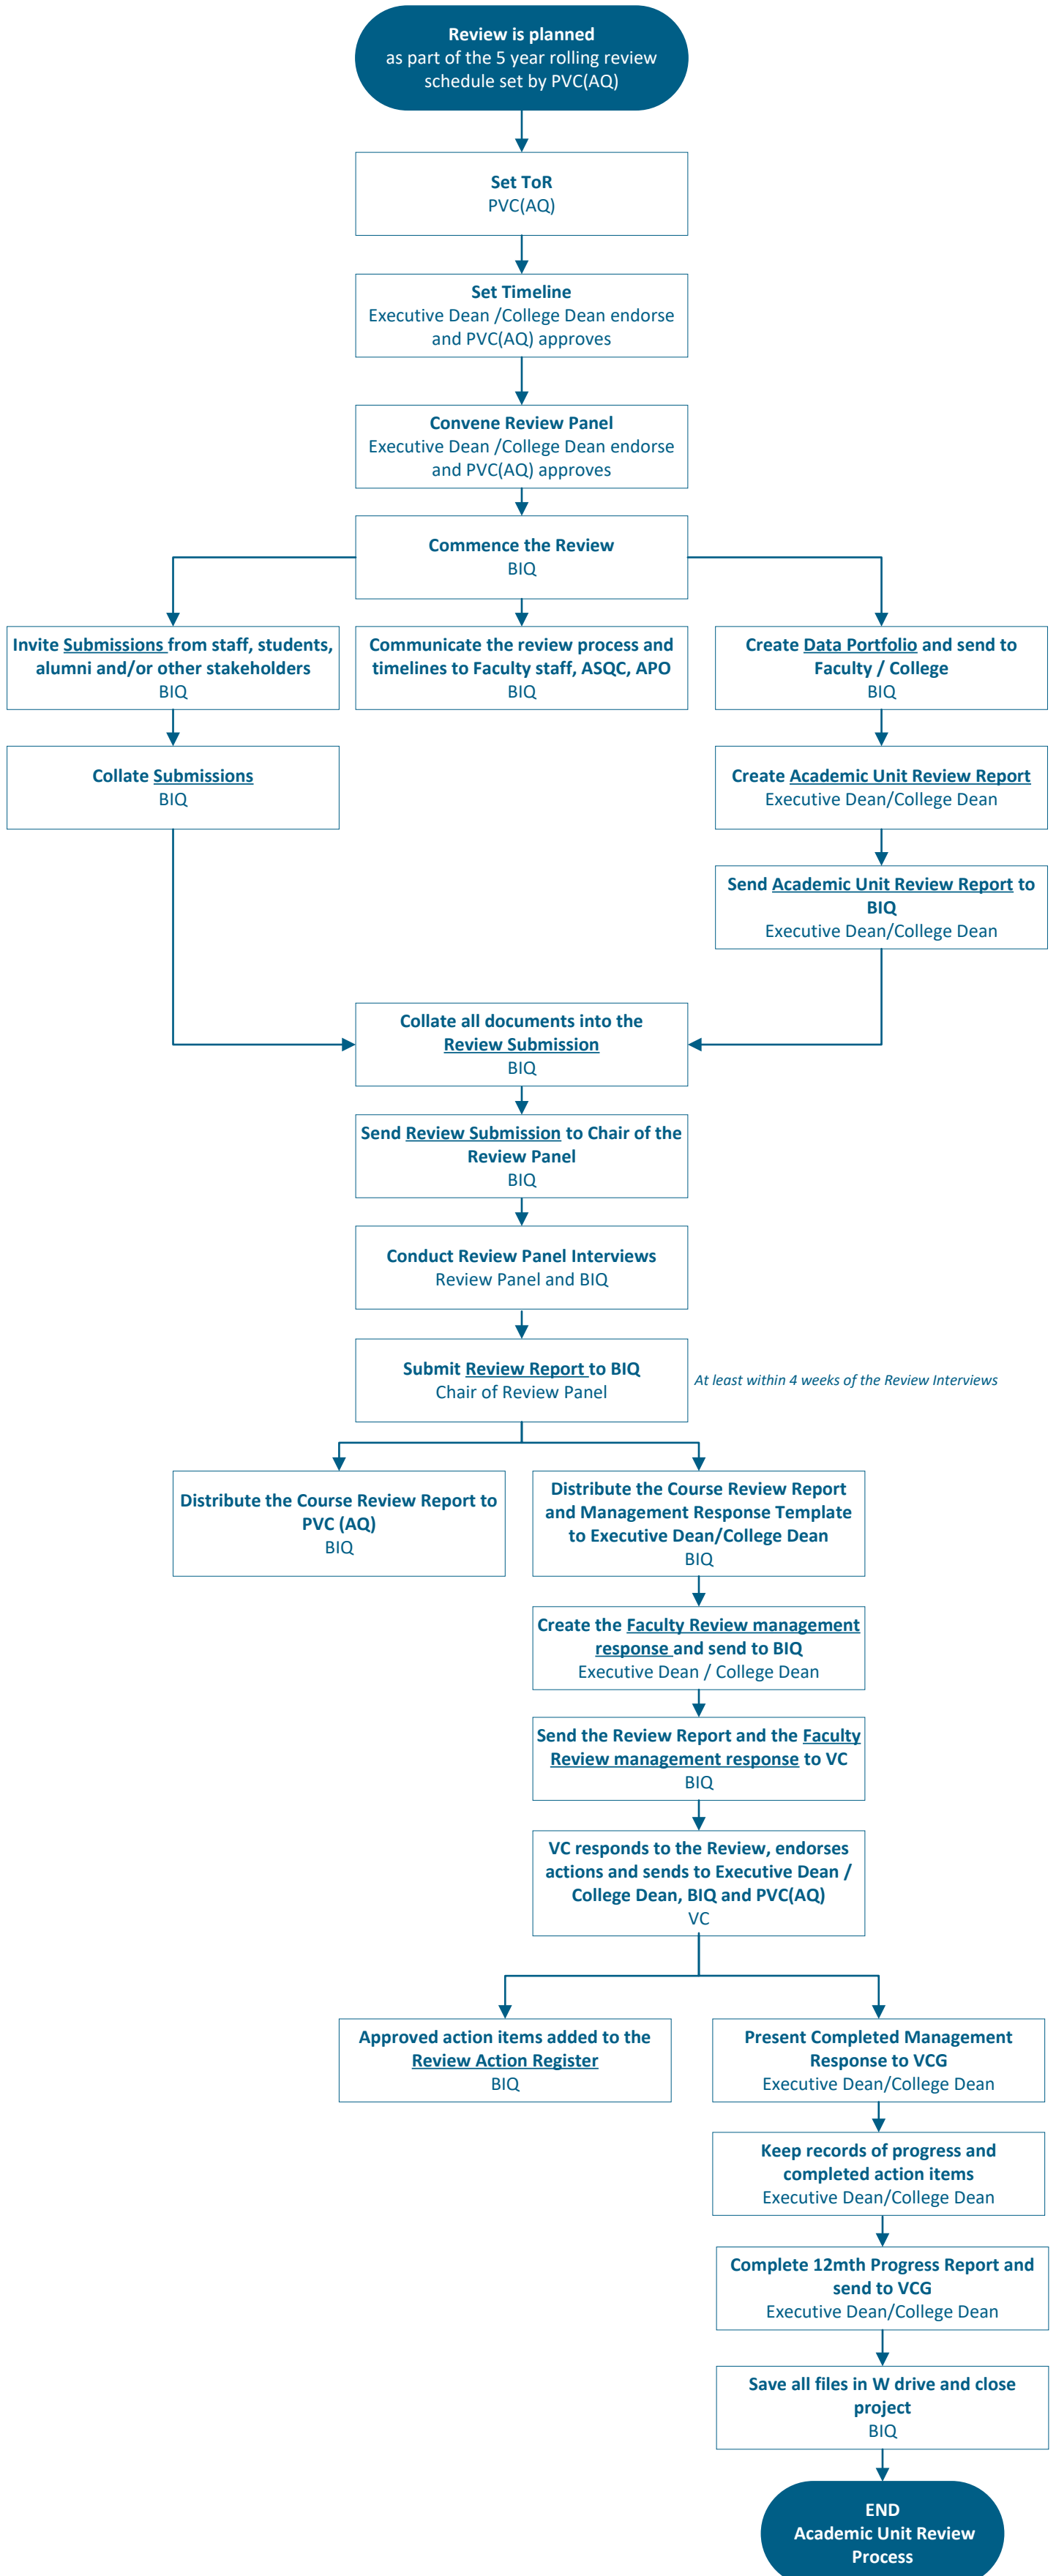 Review is planned
as part of the 5 year rolling review
schedule set by PVC(AQ)
Set ToR
PVC(AQ)
Set Timeline
Executive Dean /College Dean endorse
and PVC(AQ) approves
Convene Review Panel
Executive Dean /College Dean endorse
and PVC(AQ) approves
Commence the Review
BIQ
Invite Submissions from staff, students,
alumni and/or other stakeholders
BIQ
Communicate the review process and
timelines to Faculty staff, ASQC, APO
BIQ
Create Data Portfolio and send to
Faculty / College
BIQ
Collate Submissions
BIQ
Create Academic Unit Review Report
Executive Dean/College Dean
Send Academic Unit Review Report to
BIQ
Executive Dean/College Dean
Collate all documents into the
Review Submission
BIQ
Send Review Submission to Chair of the
Review Panel
BIQ
Conduct Review Panel Interviews
Review Panel and BIQ
Submit Review Report to BIQ
Chair of Review Panel
At least within 4 weeks of the Review Interviews
Distribute the Course Review Report to
PVC (AQ)
BIQ
Distribute the Course Review Report
and Management Response Template
to Executive Dean/College Dean
BIQ
Create the Faculty Review management
response and send to BIQ
Executive Dean / College Dean
Send the Review Report and the Faculty
Review management response to VC
BIQ
VC responds to the Review, endorses
actions and sends to Executive Dean /
College Dean, BIQ and PVC(AQ)
VC
Approved action items added to the
Review Action Register
BIQ
Present Completed Management
Response to VCG
Executive Dean/College Dean
Keep records of progress and
completed action items
Executive Dean/College Dean
Complete 12mth Progress Report and
send to VCG
Executive Dean/College Dean
Save all files in W drive and close
project
BIQ
END
Academic Unit Review
Process